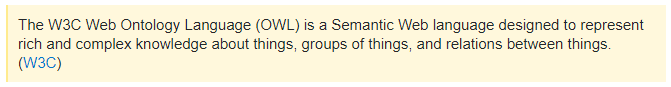 The W3C Web Ontology Language (OWL) is a Semantic Web language designed to represent
rich and complex knowledge about things, groups of things, and relations between things.
(W3C)